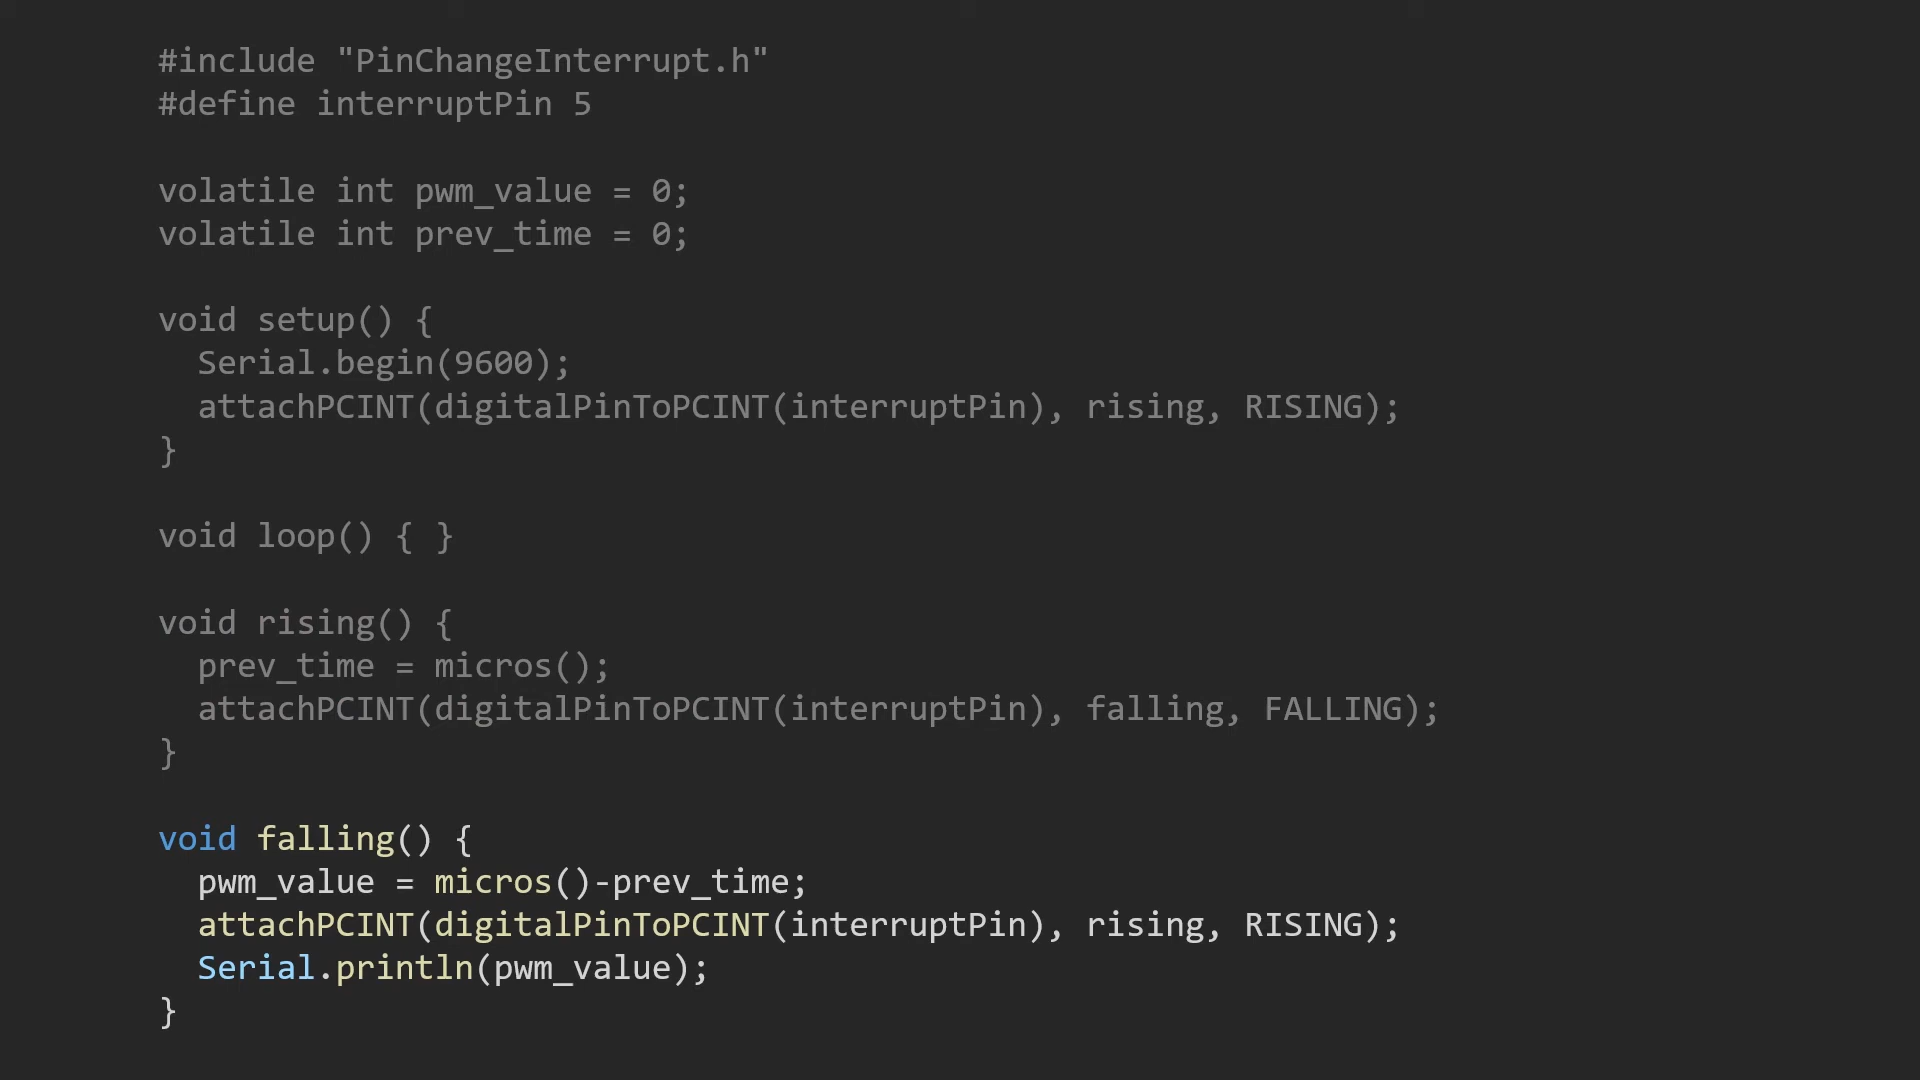 #include "PinChangeInterrupt.h"
#define interruptPin 5
volatile int pwm_value = 0;
volatile int prev_time = 0;
void setup() {
Serial.begin(9600);
attachPCINT(digitalPinToPCINT(interruptPin), rising, RISING);
}
void loop() { }
void rising() {
prev_time = micros();
attachPCINT(digitalPinToPCINT(interruptPin), falling, FALLING);
}
void falling() {
pwm_value = micros()-prev_time;
attachPCINT(digitalPinToPCINT(interruptPin), rising, RISING);
Serial.println(pwm_value);
}